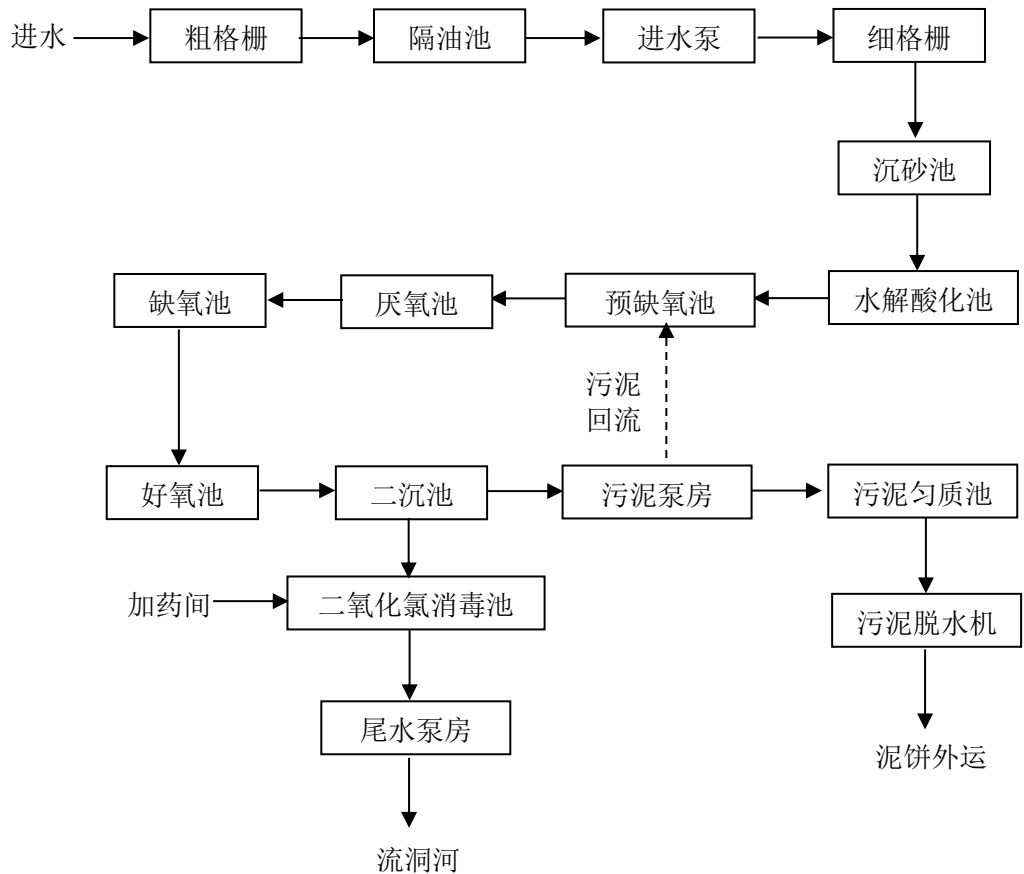 进水
粗格栅
隔油池
进水泵
细格栅
沉砂池
水解酸化池
预缺氧池
厌氧池
缺氧池
污泥
回流
好氧池
二沉池
污泥泵房
污泥匀质池
加药间
二氧化氯消毒池
污泥脱水机
尾水泵房
泥饼外运
流洞河